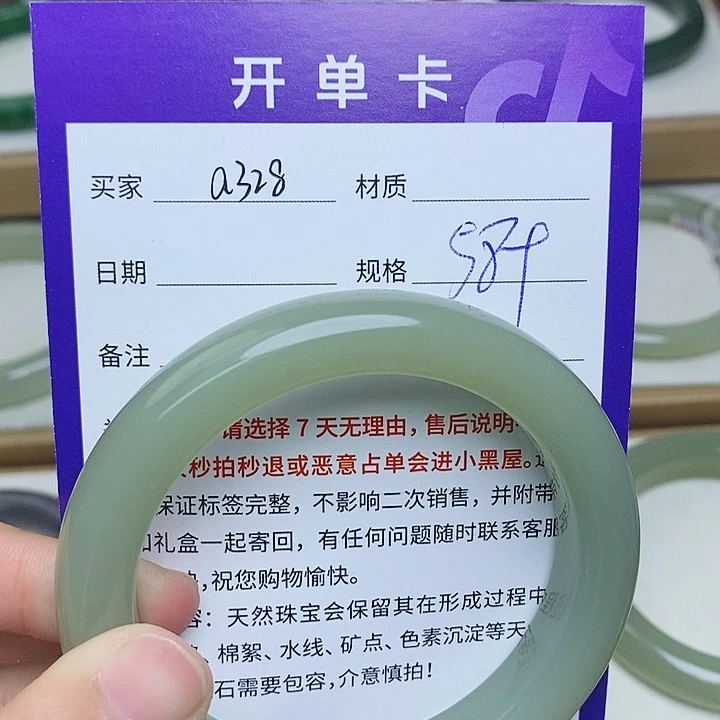 开单卡
买家 a328 材质
日期 规格 584
备注
请选择7天无理由,售后说明
秒拍秒退或恶意占单会进小黑屋。
保证标签完整,不影响二次销售,并附带
礼盒一起寄回,有任何问题随时联系客服
,祝您购物愉快。
:天然珠宝会保留其在形成过程中
、棉絮、水线、矿点、色素沉淀等天
石需要包容,介意慎拍!